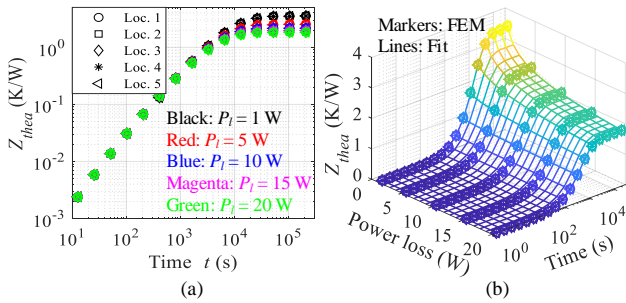 Loc. 1
Loc. 2
Loc. 3
Loc. 4
Loc. 5
Black: P_l = 1 W
Red: P_l = 5 W
Blue: P_l = 10 W
Magenta: P_l = 15 W
Green: P_l = 20 W
Z_thea (K/W)
10^0
10^-1
10^-2
10^-3
10^1 10^2 10^3 10^4 10^5
Time t (s)
(a)
Markers: FEM
Lines: Fit
Z_thea (K/W)
4
3
2
1
0
5
10
15
20
Power loss (W)
10^0
10^2
10^4
Time (s)
(b)